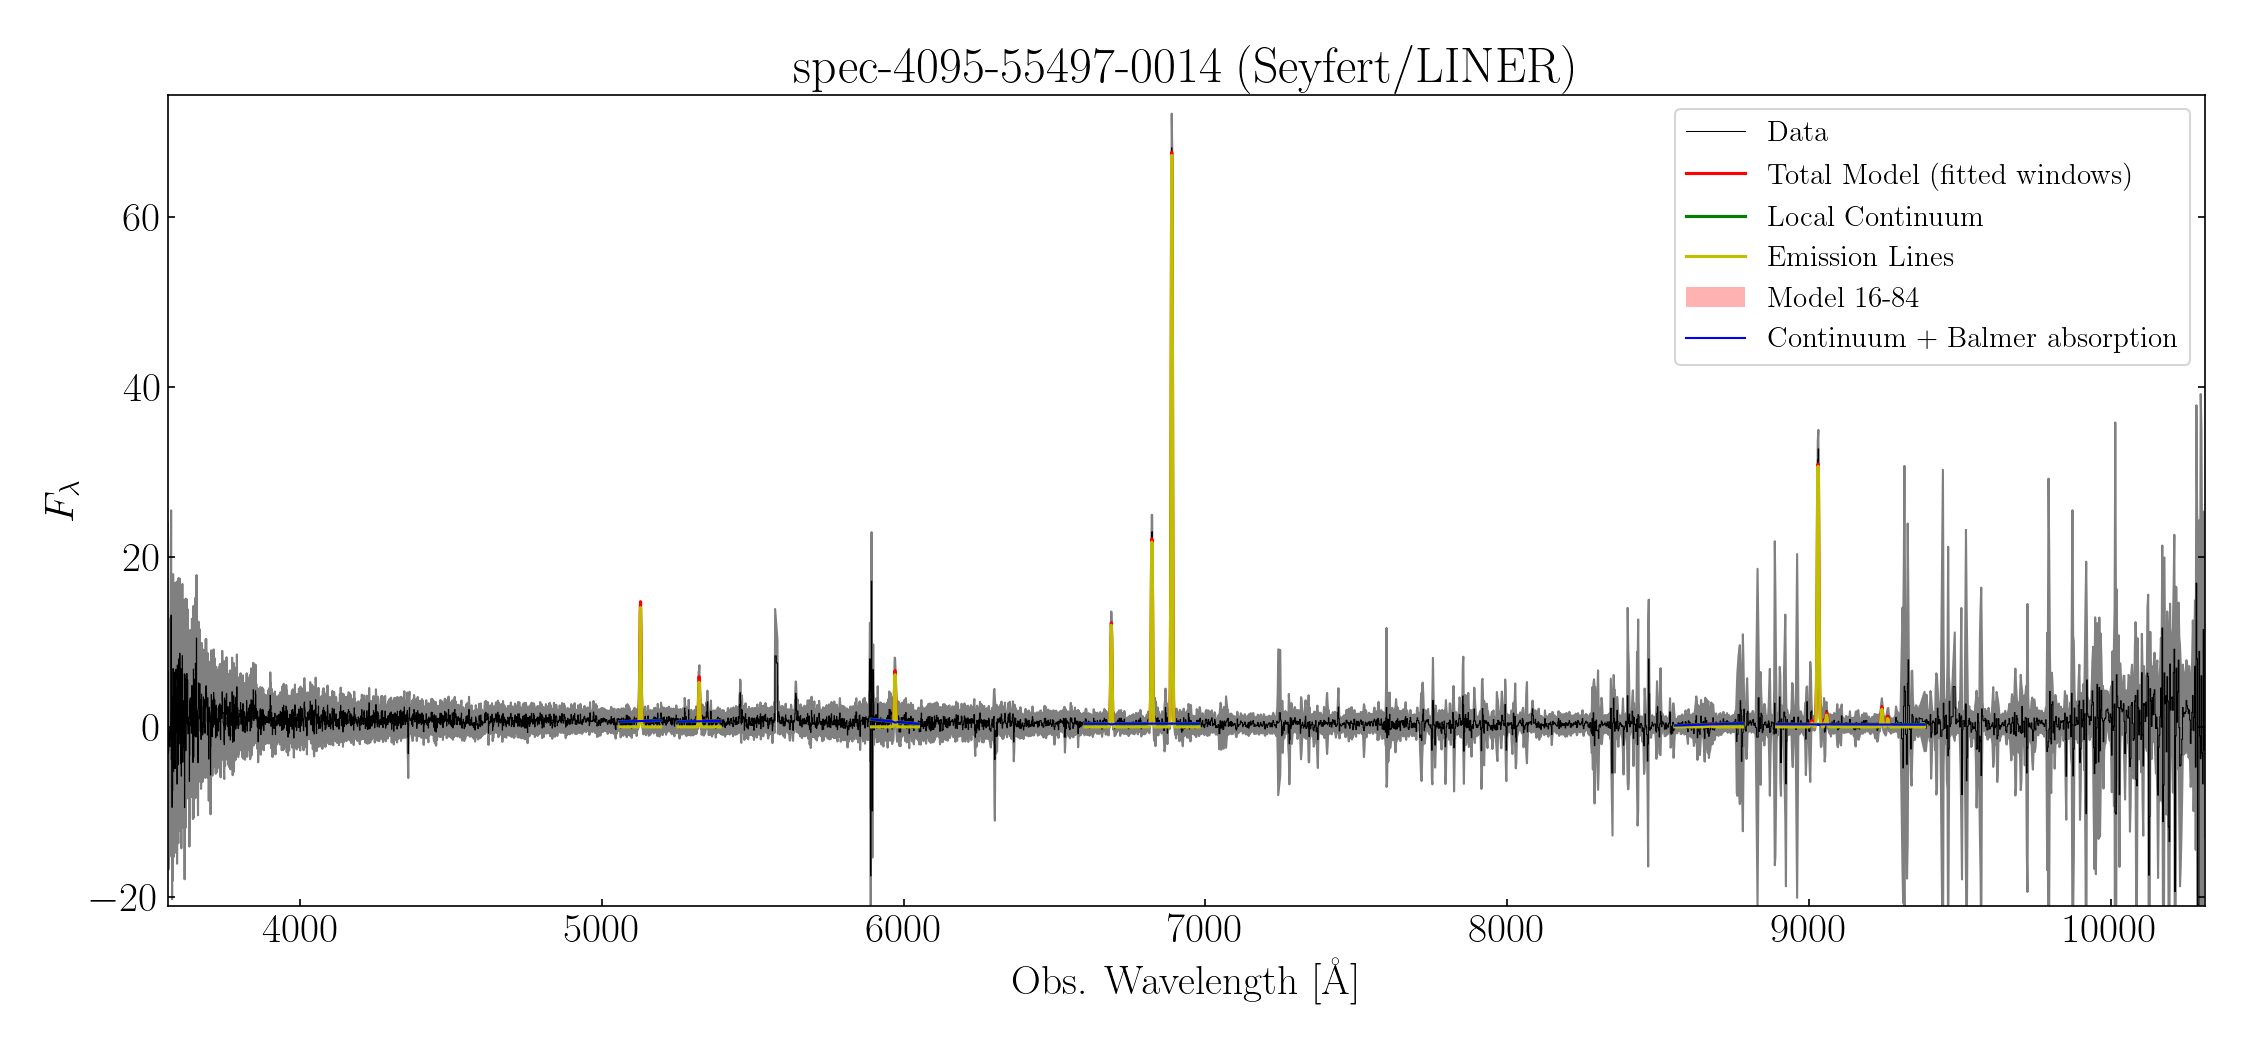 spec-4095-55497-0014 (Seyfert/LINER)
Data
Total Model (fitted windows)
Local Continuum
Emission Lines
Model 16-84
Continuum + Balmer absorption
60
40
20
0
−20
Fλ
4000 5000 6000 7000 8000 9000 10000
Obs. Wavelength [Å]